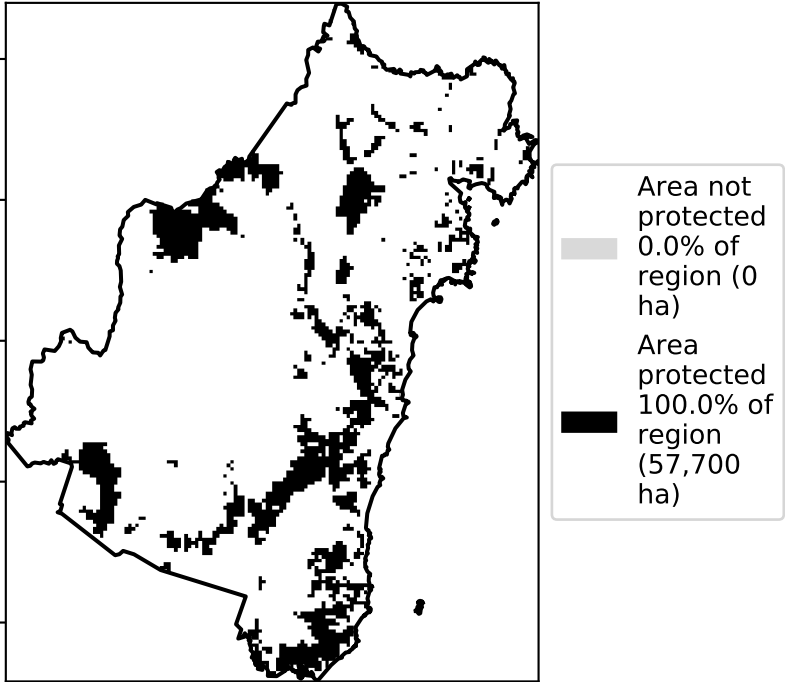 Area not
protected
0.0% of
region (0
ha)
Area
protected
100.0% of
region
(57,700
ha)